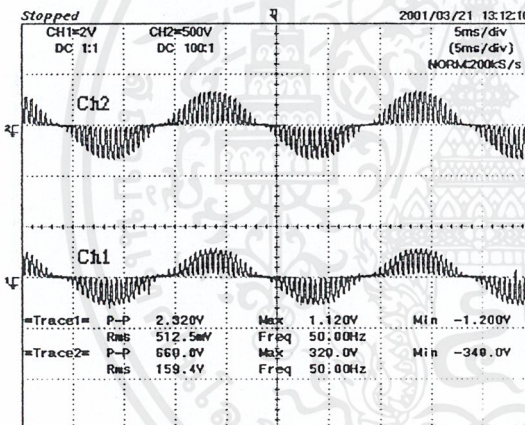 Stopped 2001/03/21 13:12:10
CH1=2V CH2=500V 5ms/div
DC 1:1 DC 100:1 (5ms/div)
NORM:200kS/s
Ch2
2
Ch1
1
=Trace1= P-P 2.320V Max 1.120V Min -1.200V
Rms 512.5mV Freq 50.00Hz
=Trace2= P-P 660.0V Max 320.0V Min -340.0V
Rms 159.4V Freq 50.00Hz